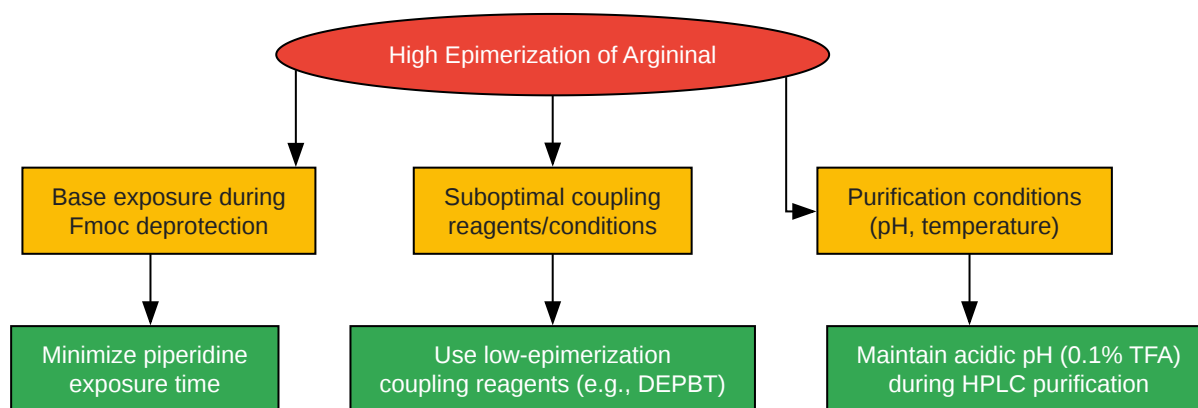 High Epimerization of Argininal
Base exposure during
Fmoc deprotection
Suboptimal coupling
reagents/conditions
Purification conditions
(pH, temperature)
Minimize piperidine
exposure time
Use low-epimerization
coupling reagents (e.g., DEPBT)
Maintain acidic pH (0.1% TFA)
during HPLC purification